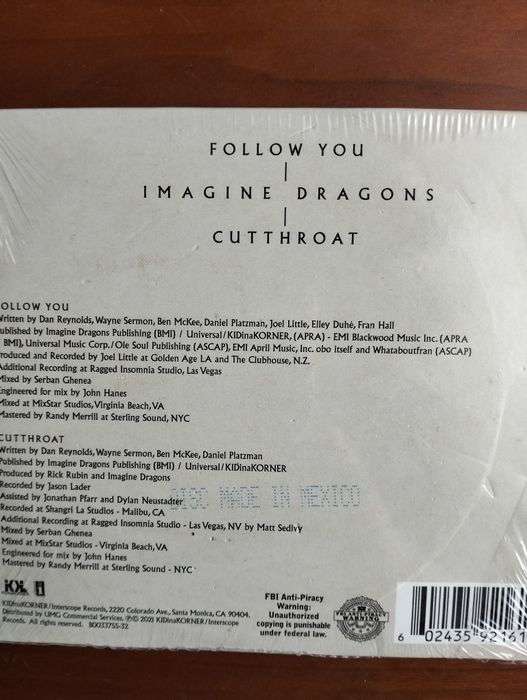 FOLLOW YOU
IMAGINE DRAGONS
CUTTHROAT
OLLOW YOU
Written by Dan Reynolds, Wayne Sermon, Ben McKee, Daniel Platzman, Joel Little, Elley Duhé, Fran Hall
ublished by Imagine Dragons Publishing (BMI) / Universal/KIDinaKORNER, (APRA) - EMI Blackwood Music Inc. (APRA
BMI), Universal Music Corp./Ole Soul Publishing (ASCAP), EMI April Music, Inc. obo itself and Whataboutfran (ASCAP)
roduced and Recorded by Joel Little at Golden Age LA and The Clubhouse, N.Z.
Additional Recording at Ragged Insomnia Studio, Las Vegas
Mixed by Serban Ghenea
Engineered for mix by John Hanes
Mixed at MixStar Studios, Virginia Beach, VA
Mastered by Randy Merrill at Sterling Sound, NYC
CUTTHROAT
Written by Dan Reynolds, Wayne Sermon, Ben McKee, Daniel Platzman
Published by Imagine Dragons Publishing (BMI) / Universal/KIDinaKORNER
Produced by Rick Rubin and Imagine Dragons
Recorded by Jason Lader
Assisted by Jonathan Pfarr and Dylan Neustadter
DISC MADE IN MEXICO
Recorded at Shangri La Studios - Malibu, CA
Additional Recording at Ragged Insomnia Studio - Las Vegas, NV by Matt Sedivy
Mixed by Serban Ghenea
Mixed at MixStar Studios - Virginia Beach, VA
Engineered for mix by John Hanes
Mastered by Randy Merrill at Sterling Sound - NYC
KIDinaKORNER/Interscope Records, 2220 Colorado Ave., Santa Monica, CA 90404.
Distributed by UMG Commercial Services. ℗© 2021 KIDinaKORNER/Interscope
Records. All rights reserved. B0033755-32
FBI Anti-Piracy
Warning:
Unauthorized
copying is punishable
under federal law.
FBI ANTI-PIRACY
WARNING
6 02435 92161